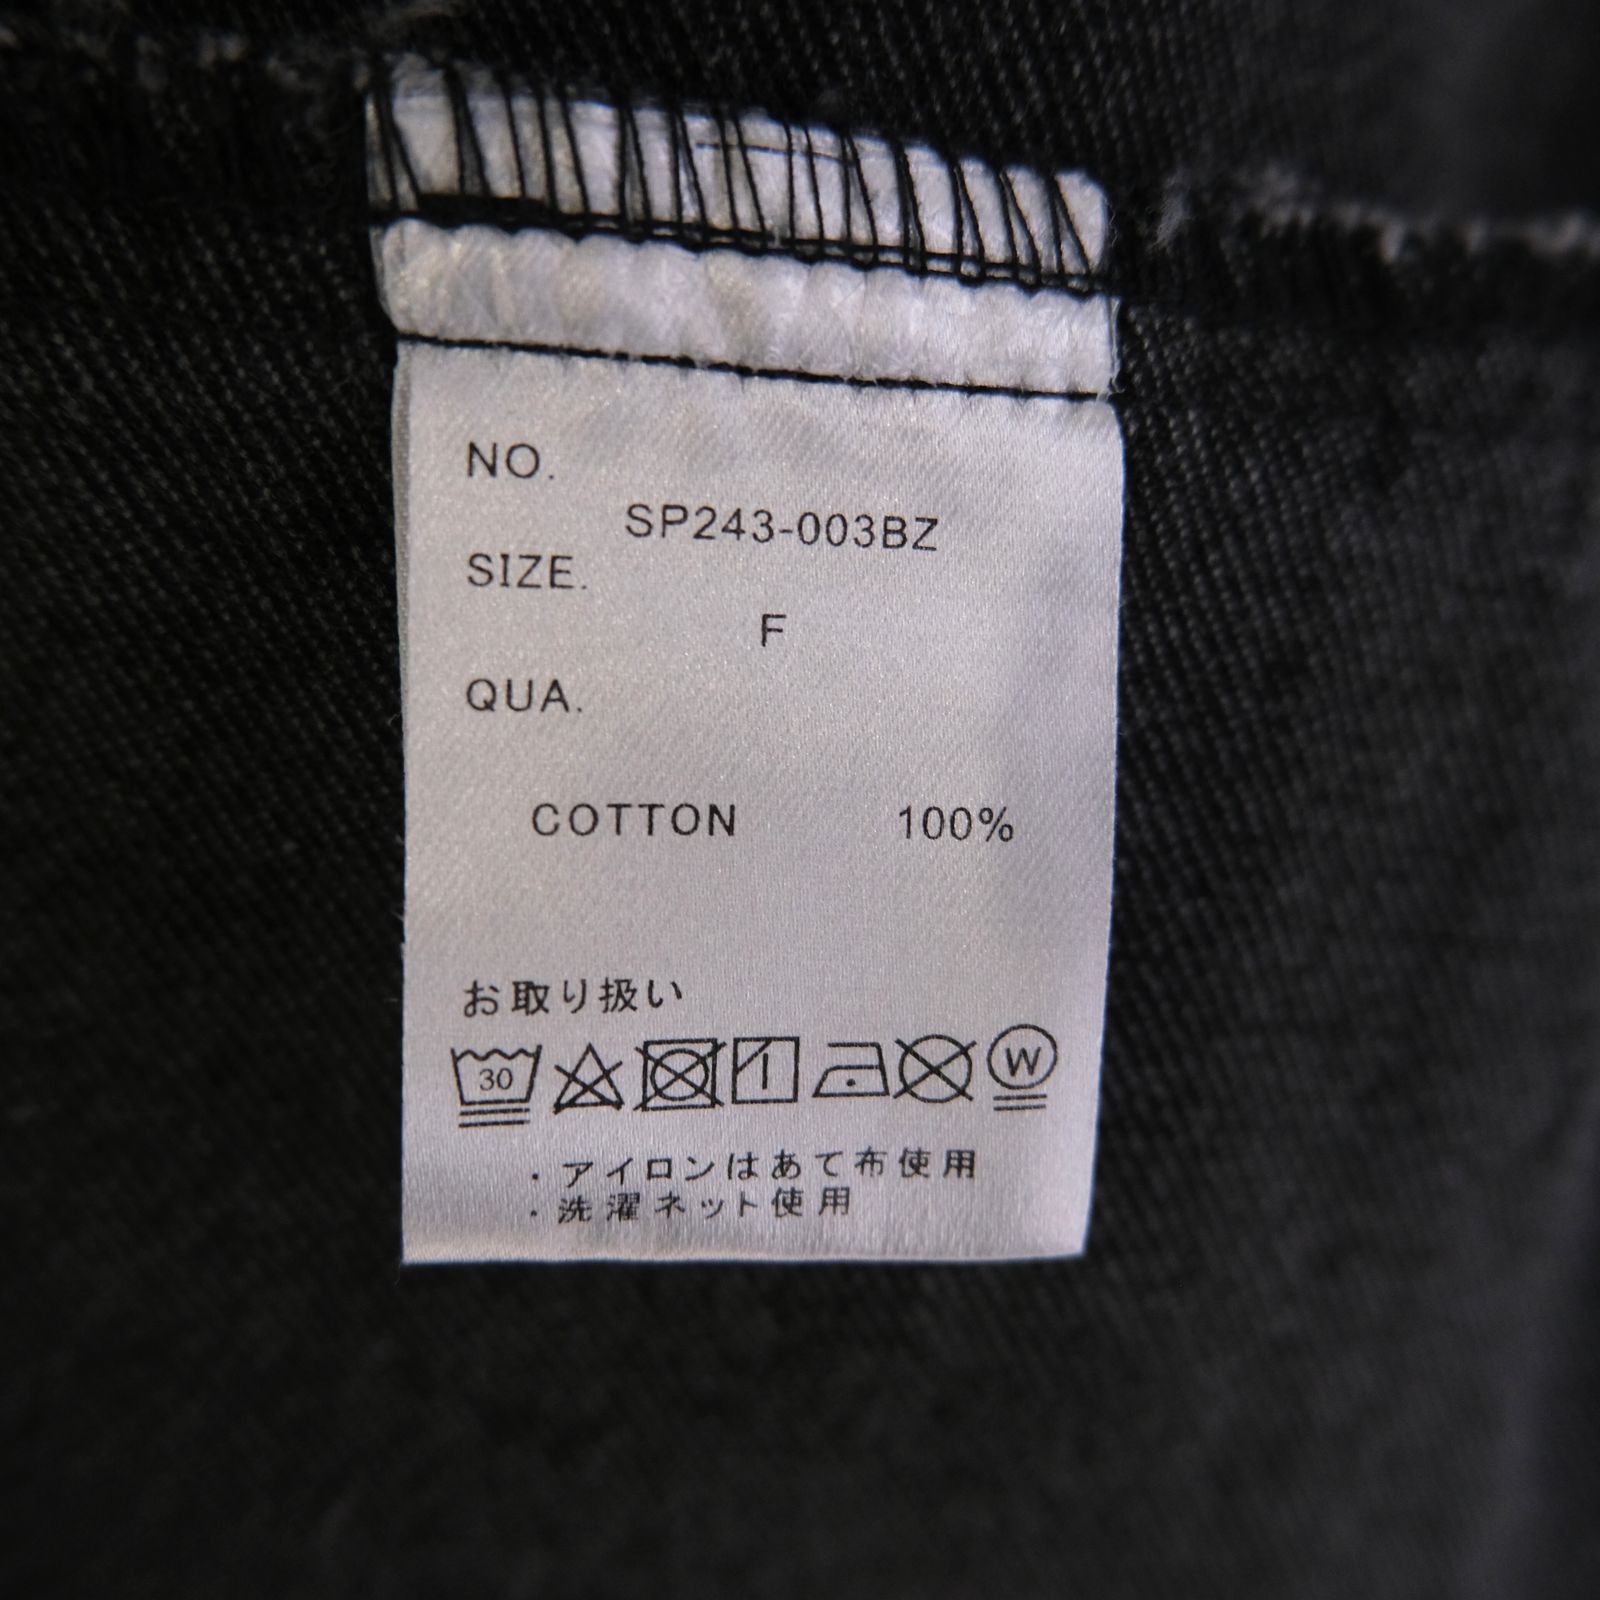 NO.
SP243-003BZ
SIZE.
F
QUA.
COTTON 100%
お取り扱い
30 W
・アイロンはあて布使用
・洗濯ネット使用